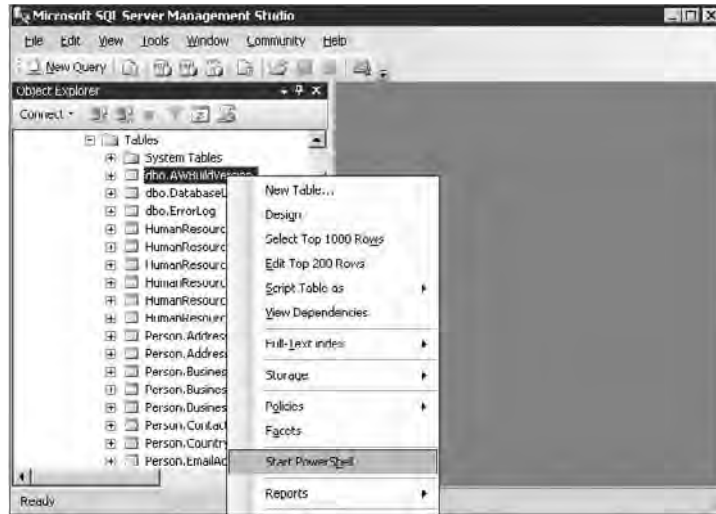 Microsoft SQL Server Management Studio
File Edit View Tools Window Community Help
New Query
Object Explorer
Connect
Tables
System Tables
dbo.AWBuildVersion
dbo.DatabaseL
dbo.ErrorLog
HumanResourc
HumanResourc
HumanResourc
HumanResourc
HumanResourc
HumanResourc
Person.Addres
Person.Addres
Person.Busines
Person.Busines
Person.Busines
Person.Contact
Person.Country
Person.EmailAd
New Table...
Design
Select Top 1000 Rows
Edit Top 200 Rows
Script Table as
View Dependencies
Full-Text index
Storage
Policies
Facets
Start PowerShell
Reports
Ready